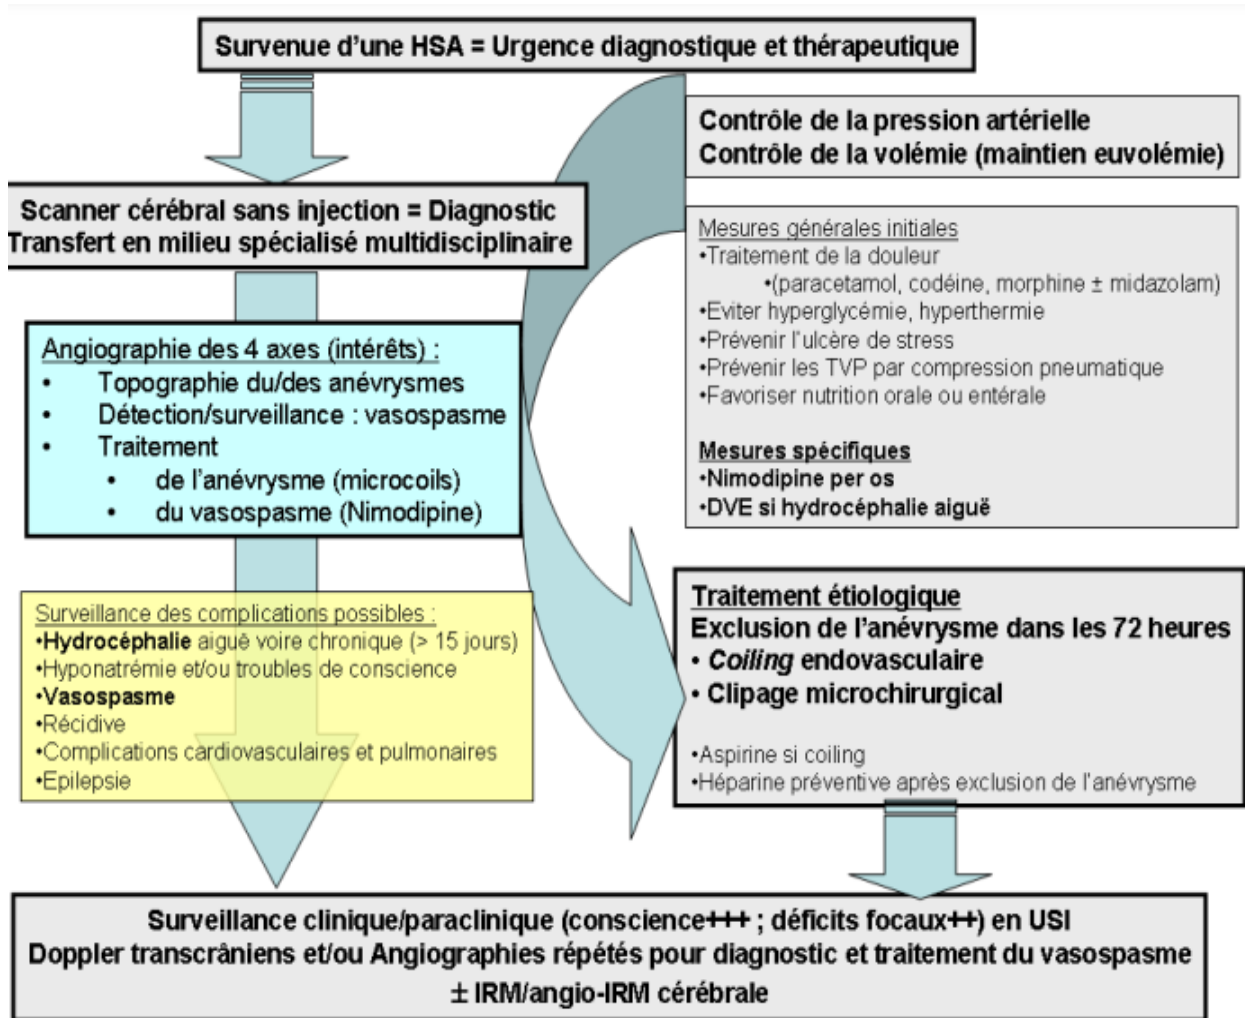 Survenue d'une HSA = Urgence diagnostique et thérapeutique
Contrôle de la pression artérielle
Contrôle de la volémie (maintien euvolémie)
Scanner cérébral sans injection = Diagnostic
Transfert en milieu spécialisé multidisciplinaire
Mesures générales initiales
•Traitement de la douleur
•(paracetamol, codéine, morphine ± midazolam)
•Eviter hyperglycémie, hyperthermie
•Prévenir l'ulcère de stress
•Prévenir les TVP par compression pneumatique
•Favoriser nutrition orale ou entérale
Mesures spécifiques
•Nimodipine per os
•DVE si hydrocéphalie aiguë
Angiographie des 4 axes (intérêts) :
• Topographie du/des anévrysmes
• Détection/surveillance : vasospasme
• Traitement
• de l'anévrysme (microcoils)
• du vasospasme (Nimodipine)
Surveillance des complications possibles :
•Hydrocéphalie aiguë voire chronique (> 15 jours)
•Hyponatrémie et/ou troubles de conscience
•Vasospasme
•Récidive
•Complications cardiovasculaires et pulmonaires
•Epilepsie
Traitement étiologique
Exclusion de l'anévrysme dans les 72 heures
• Coiling endovasculaire
• Clipage microchirurgical
•Aspirine si coiling
•Héparine préventive après exclusion de l'anévrysme
Surveillance clinique/paraclinique (conscience+++ ; déficits focaux++) en USI
Doppler transcrâniens et/ou Angiographies répétés pour diagnostic et traitement du vasospasme
± IRM/angio-IRM cérébrale